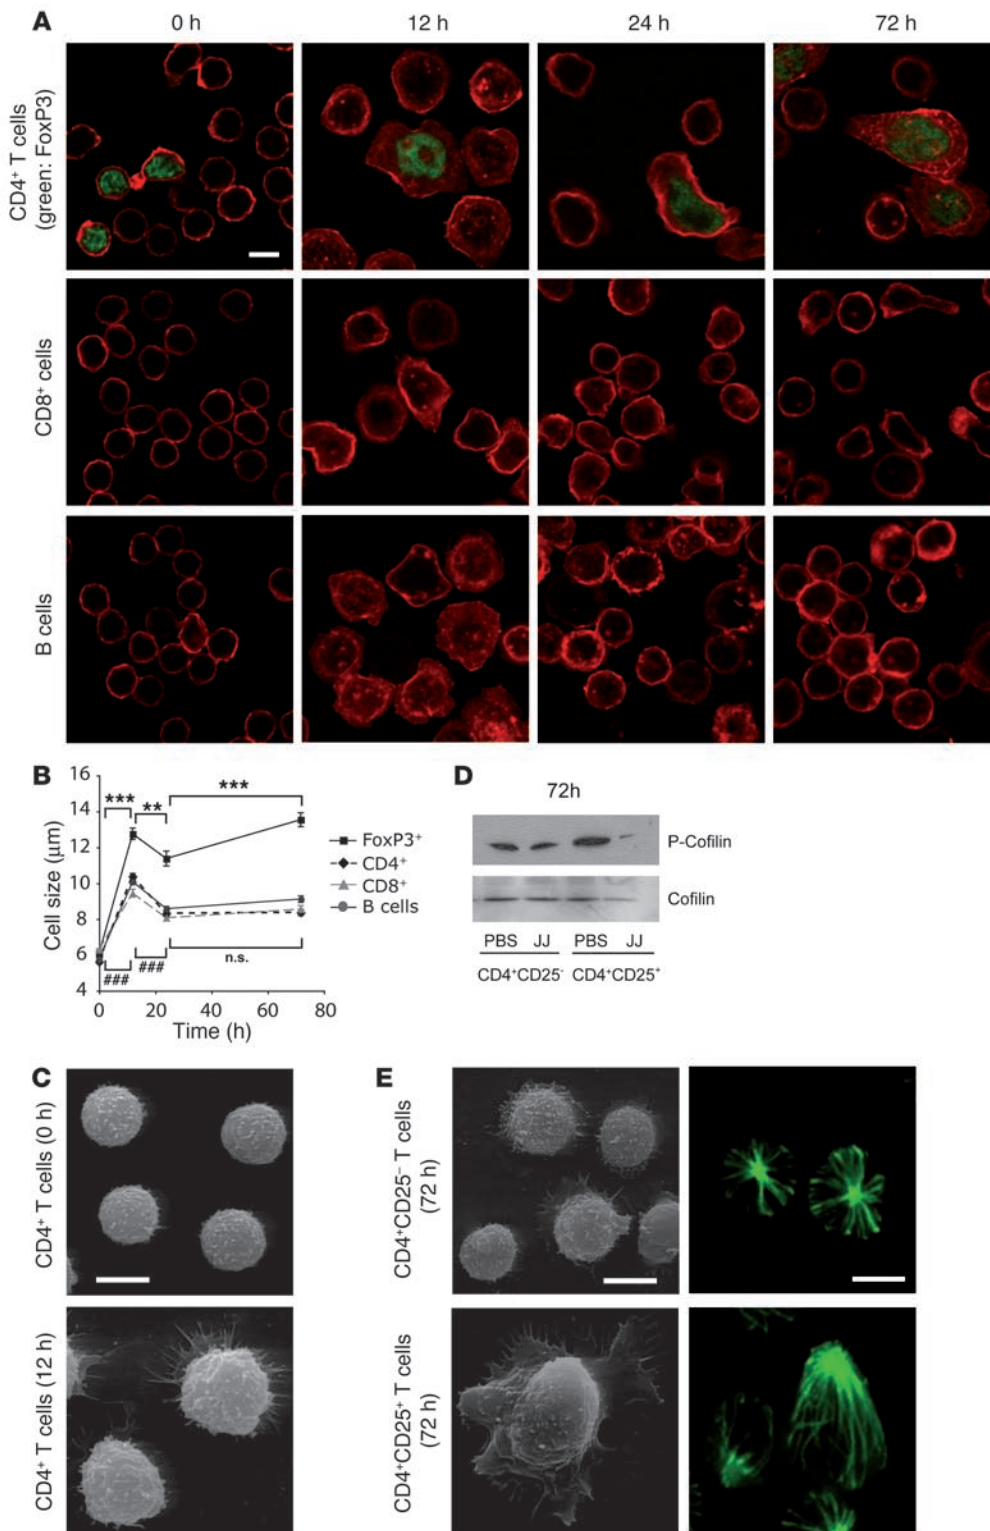 A
0 h
12 h
24 h
72 h
CD4⁺ T cells
(green: FoxP3)
CD8⁺ cells
B cells
B
16
14
12
10
8
6
4
Cell size (μm)
0
20
40
60
80
Time (h)
***
**
***
###
###
n.s.
FoxP3⁺
CD4⁺
CD8⁺
B cells
D
72h
P-Cofilin
Cofilin
PBS JJ PBS JJ
CD4⁺CD25⁻ CD4⁺CD25⁺
C
CD4⁺ T cells (0 h)
CD4⁺ T cells (12 h)
E
CD4⁺CD25⁻ T cells
(72 h)
CD4⁺CD25⁺ T cells
(72 h)